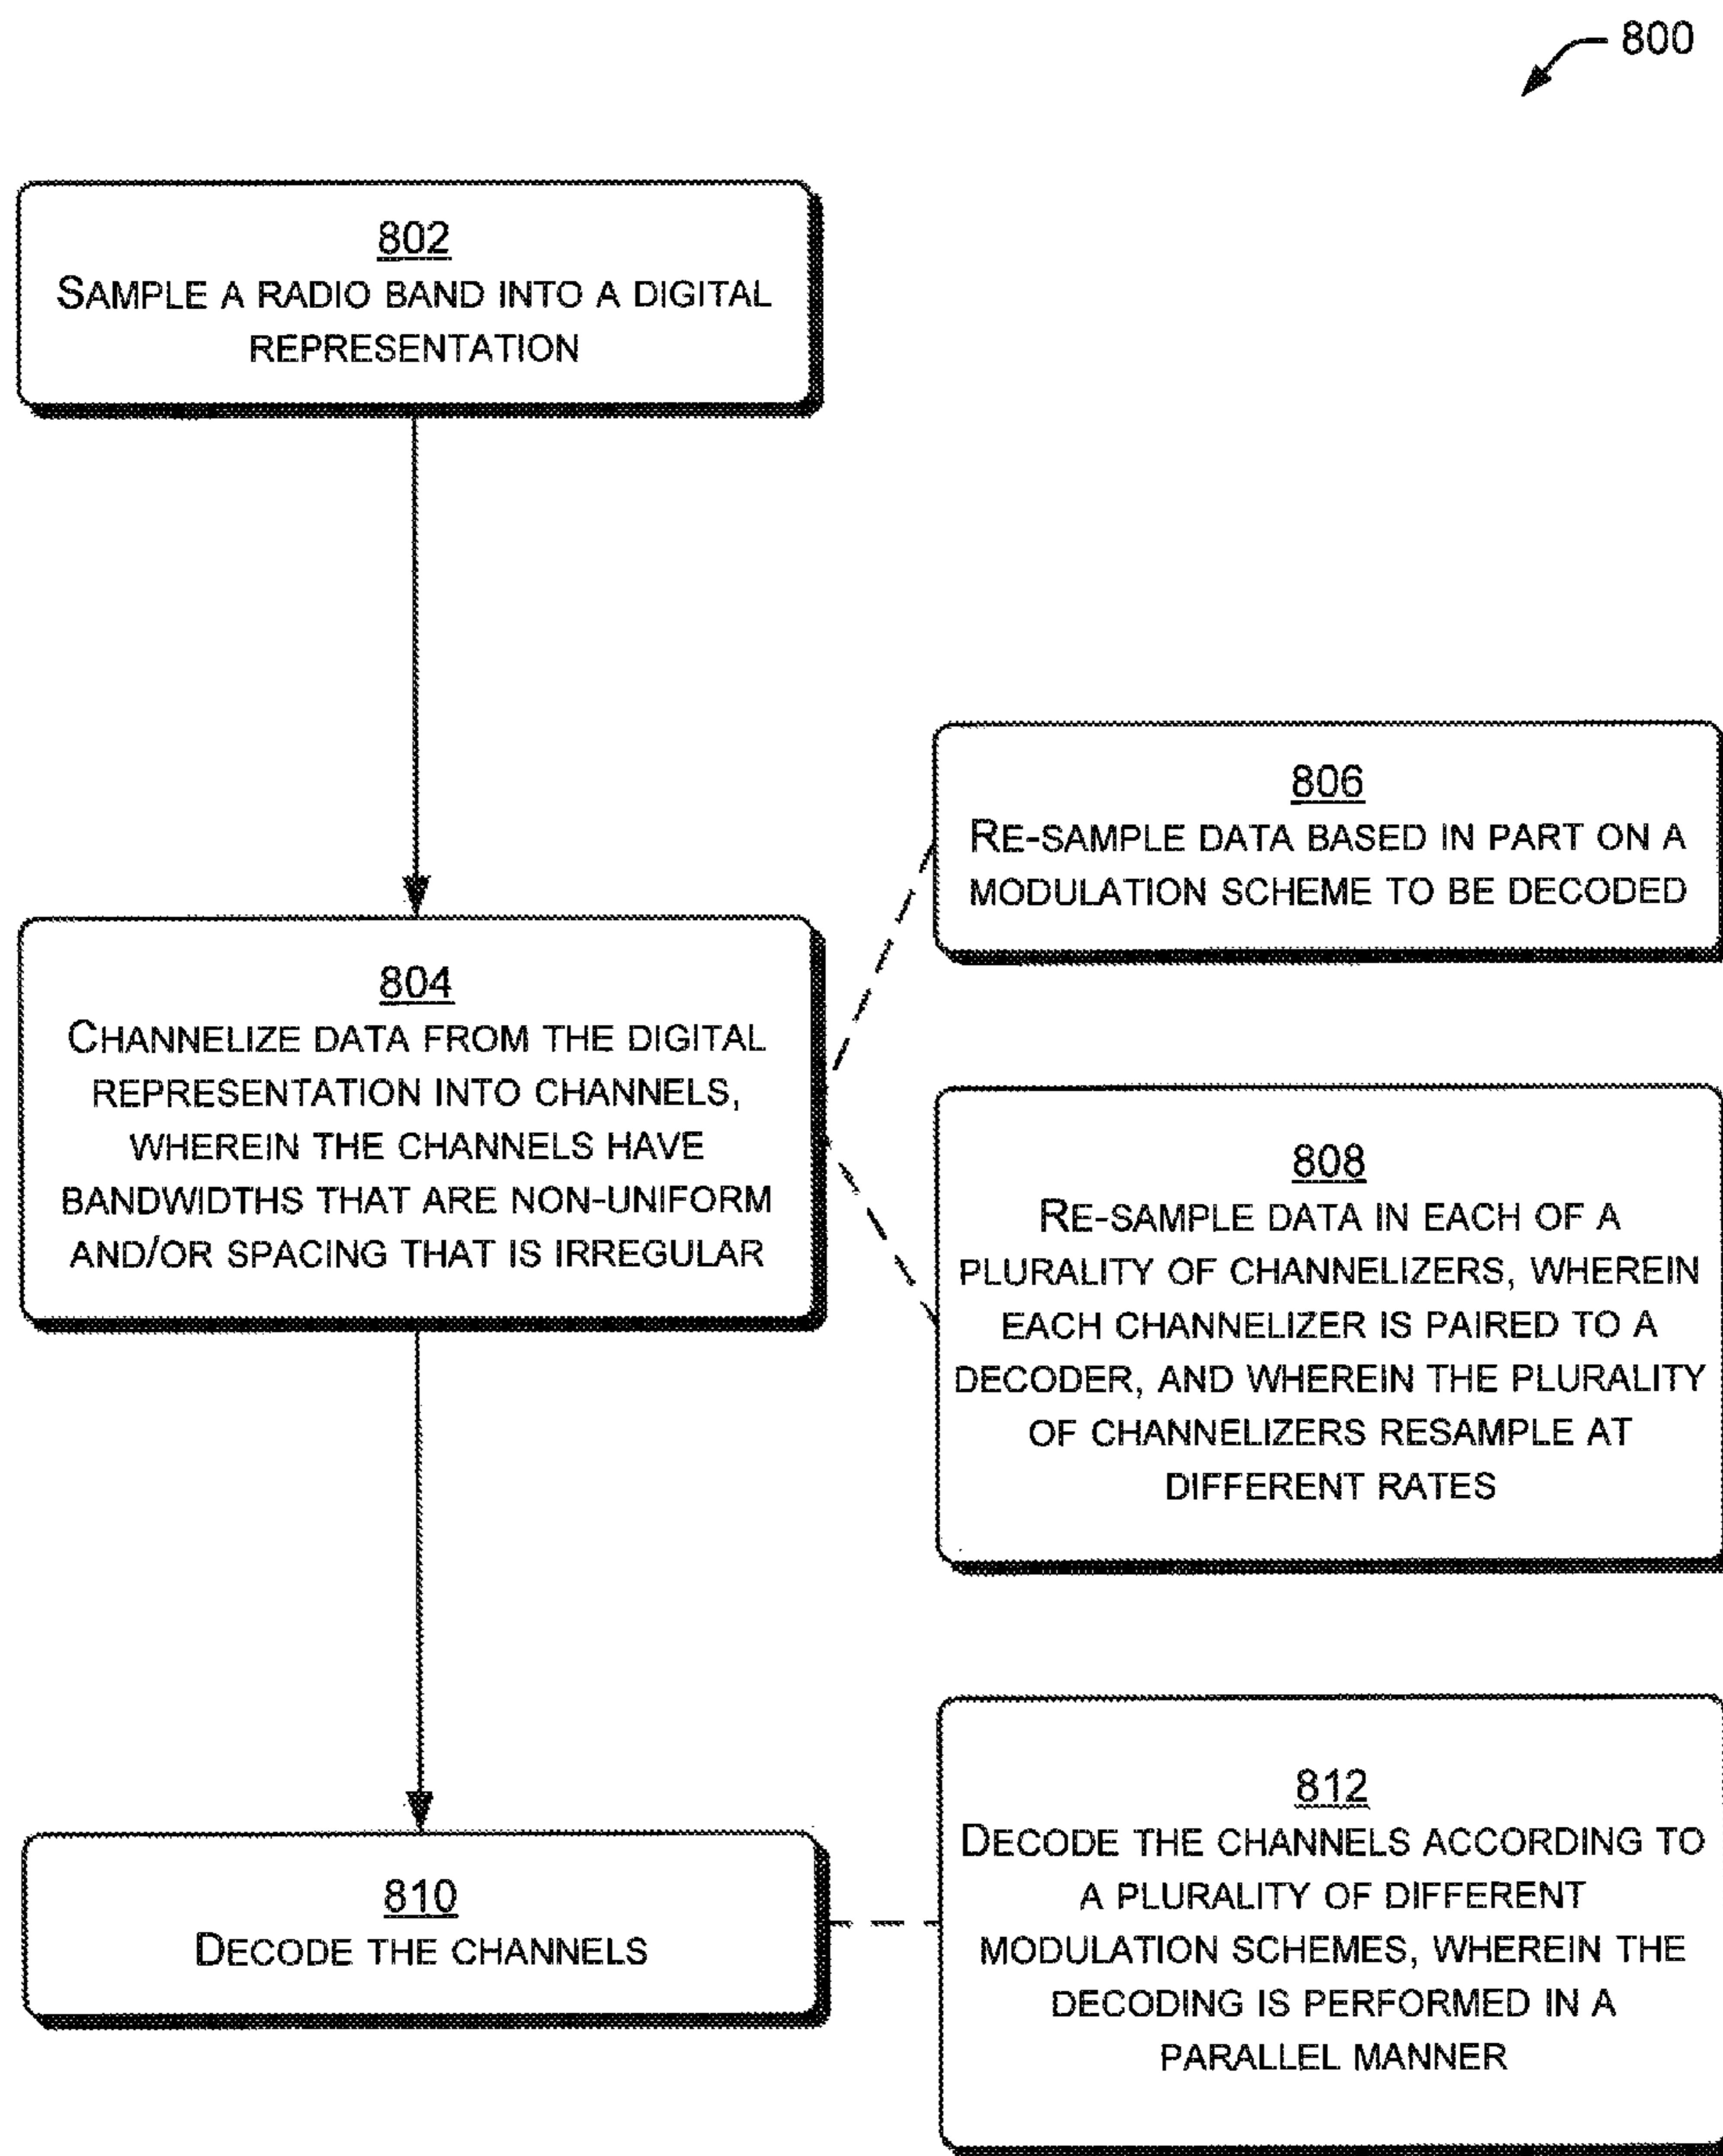 800
802
SAMPLE A RADIO BAND INTO A DIGITAL
REPRESENTATION
804
CHANNELIZE DATA FROM THE DIGITAL
REPRESENTATION INTO CHANNELS,
WHEREIN THE CHANNELS HAVE
BANDWIDTHS THAT ARE NON-UNIFORM
AND/OR SPACING THAT IS IRREGULAR
806
RE-SAMPLE DATA BASED IN PART ON A
MODULATION SCHEME TO BE DECODED
808
RE-SAMPLE DATA IN EACH OF A
PLURALITY OF CHANNELIZERS, WHEREIN
EACH CHANNELIZER IS PAIRED TO A
DECODER, AND WHEREIN THE PLURALITY
OF CHANNELIZERS RESAMPLE AT
DIFFERENT RATES
810
DECODE THE CHANNELS
812
DECODE THE CHANNELS ACCORDING TO
A PLURALITY OF DIFFERENT
MODULATION SCHEMES, WHEREIN THE
DECODING IS PERFORMED IN A
PARALLEL MANNER